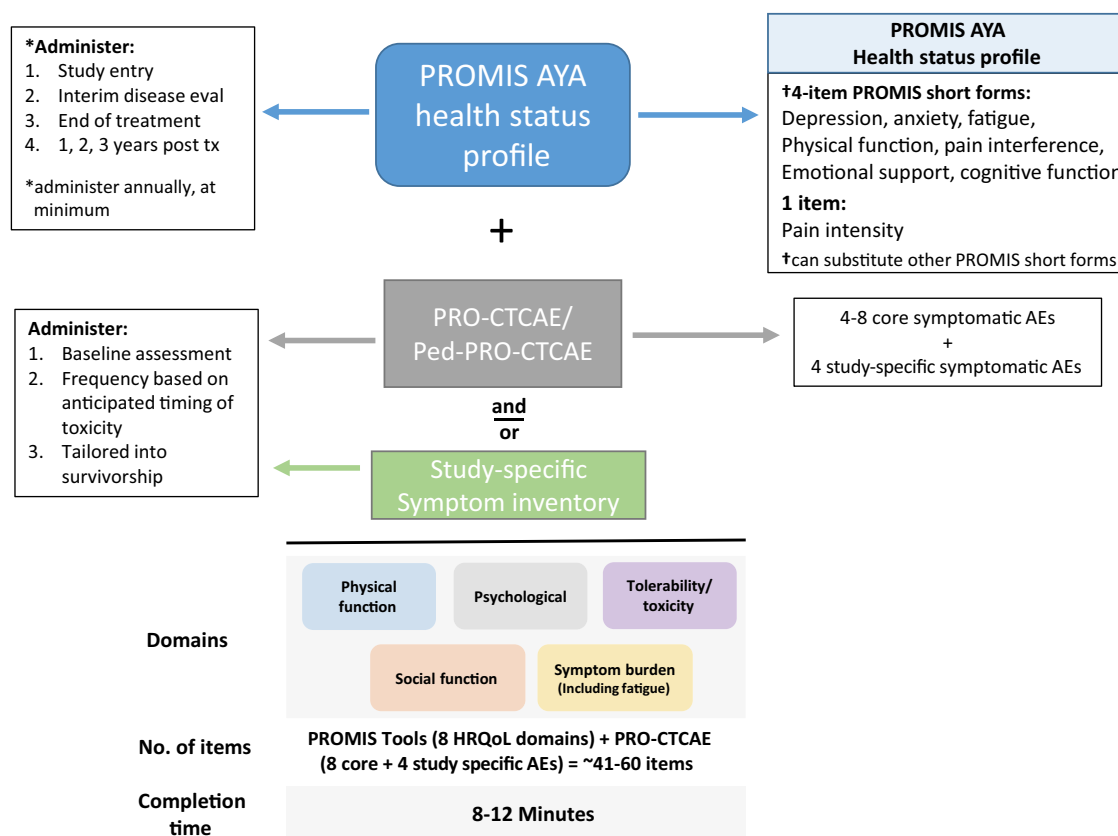 *Administer:
1. Study entry
2. Interim disease eval
3. End of treatment
4. 1, 2, 3 years post tx
*administer annually, at
minimum
PROMIS AYA
health status
profile
PROMIS AYA
Health status profile
†4-item PROMIS short forms:
Depression, anxiety, fatigue,
Physical function, pain interference,
Emotional support, cognitive function
1 item:
Pain intensity
†can substitute other PROMIS short forms
+
Administer:
1. Baseline assessment
2. Frequency based on
anticipated timing of
toxicity
3. Tailored into
survivorship
PRO-CTCAE/
Ped-PRO-CTCAE
4-8 core symptomatic AEs
+
4 study-specific symptomatic AEs
and
or
Study-specific
Symptom inventory
Domains
Physical
function
Psychological
Tolerability/
toxicity
Social function
Symptom burden
(Including fatigue)
No. of items
PROMIS Tools (8 HRQoL domains) + PRO-CTCAE
(8 core + 4 study specific AEs) = ~41-60 items
Completion
time
8-12 Minutes